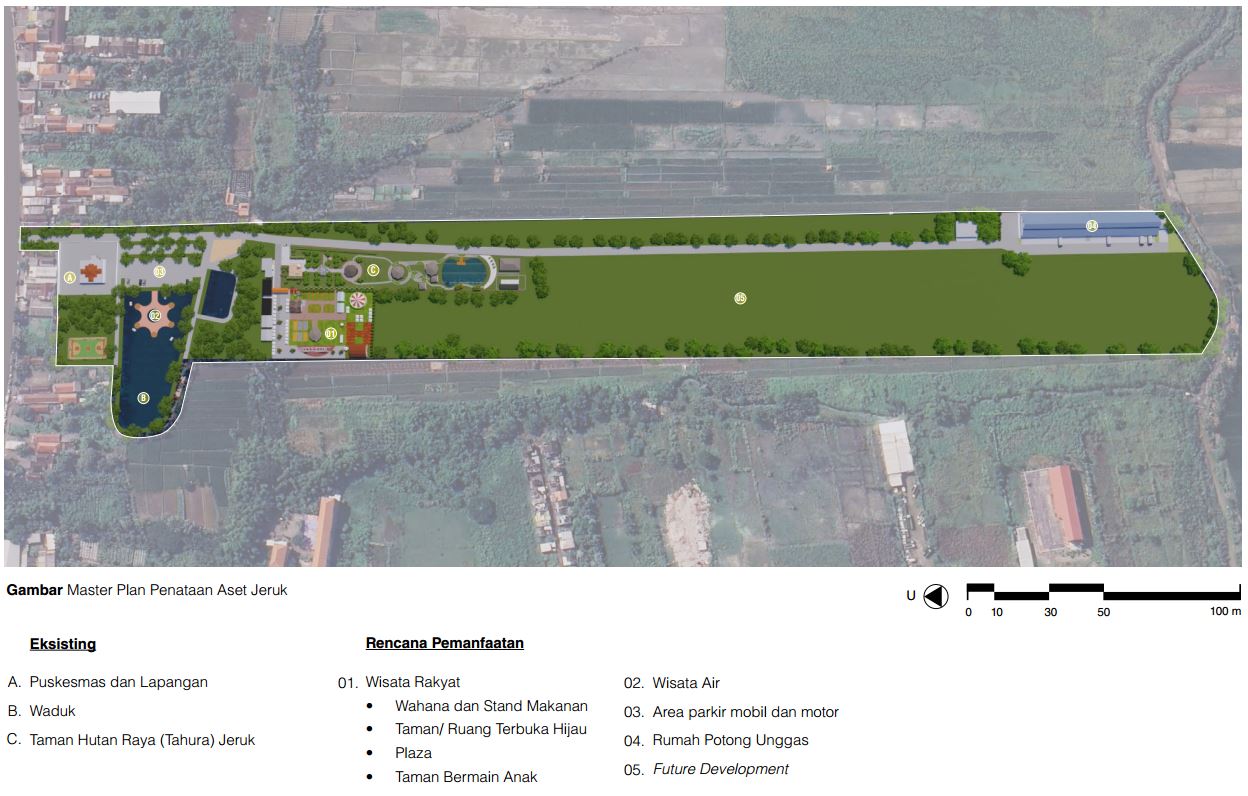 04
C
A
03
05
02
01
B
Gambar Master Plan Penataan Aset Jeruk
U
0 10 30 50 100 m
Eksisting
A. Puskesmas dan Lapangan
B. Waduk
C. Taman Hutan Raya (Tahura) Jeruk
Rencana Pemanfaatan
01. Wisata Rakyat
• Wahana dan Stand Makanan
• Taman/ Ruang Terbuka Hijau
• Plaza
• Taman Bermain Anak
02. Wisata Air
03. Area parkir mobil dan motor
04. Rumah Potong Unggas
05. Future Development